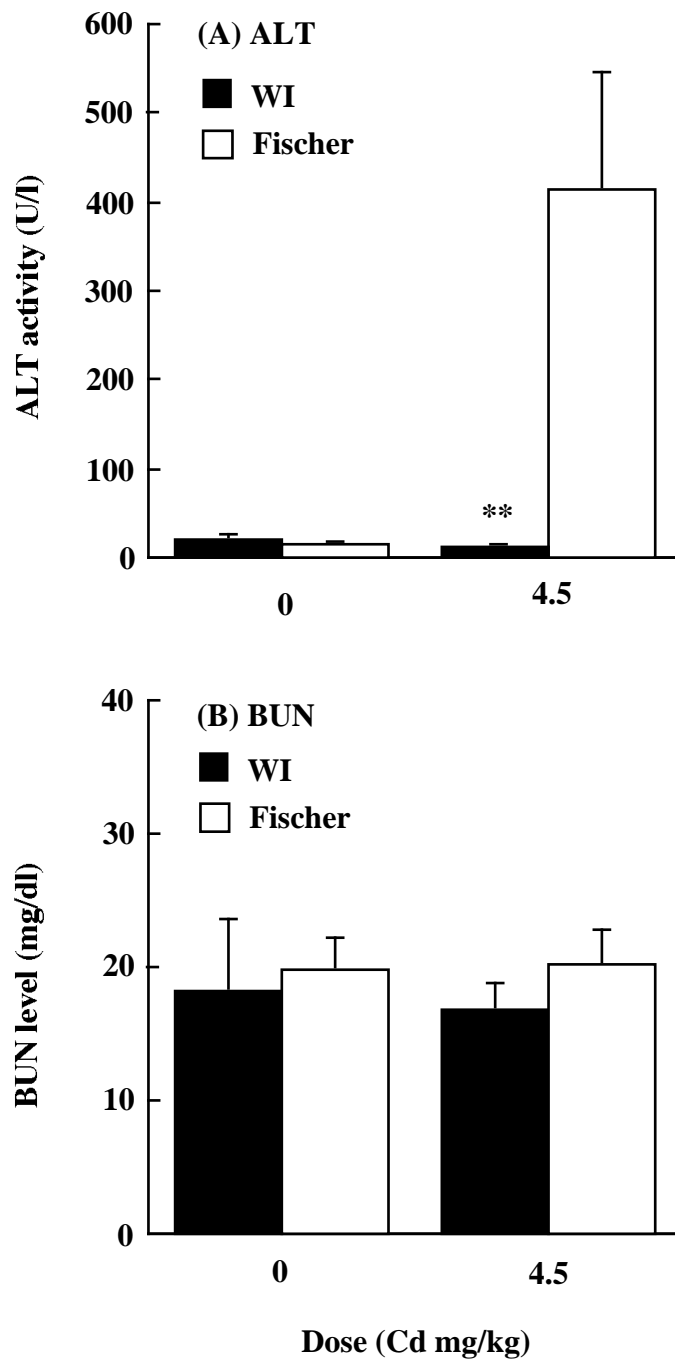 (A) ALT
WI
Fischer
ALT activity (U/l)
600
500
400
300
200
100
0
**
0
4.5
(B) BUN
WI
Fischer
BUN level (mg/dl)
40
30
20
10
0
0
4.5
Dose (Cd mg/kg)